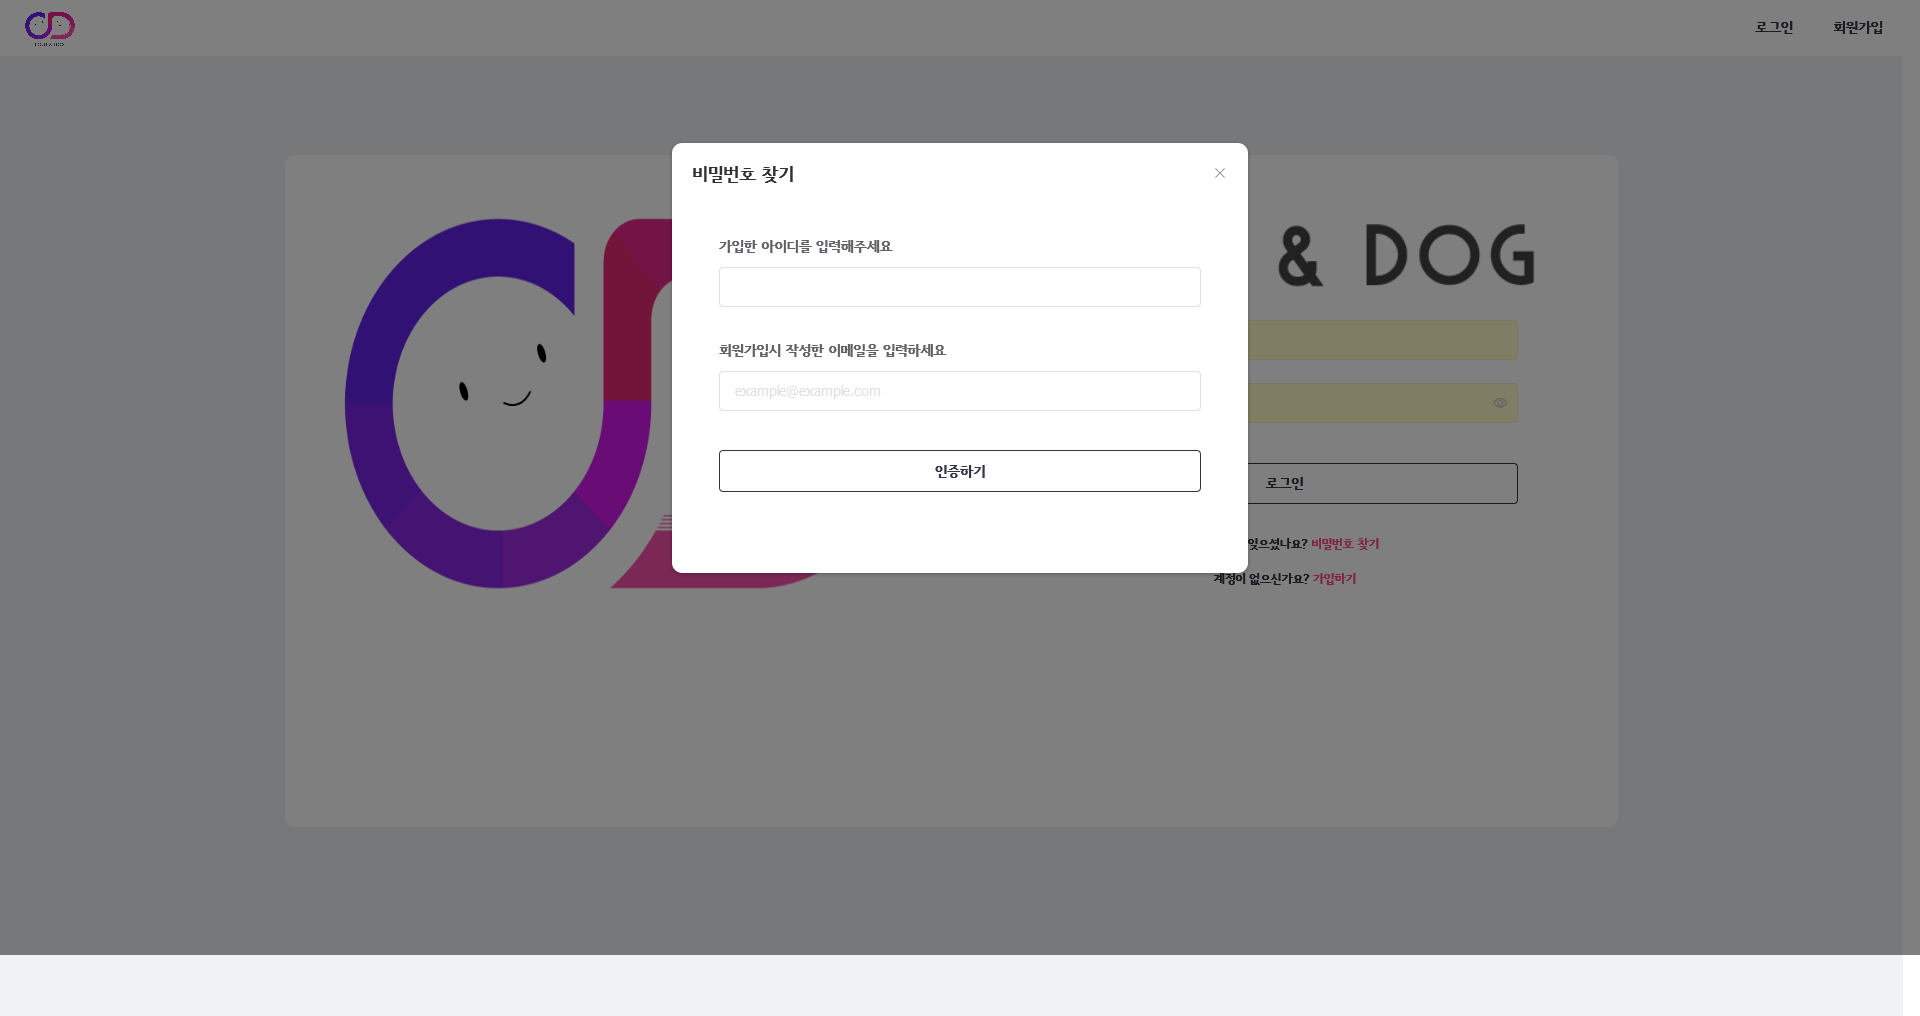 로그인 회원가입
비밀번호 찾기
가입한 아이디를 입력해주세요
회원가입시 작성한 이메일을 입력하세요
example@example.com
인증하기
& DOG
로그인
잊으셨나요? 비밀번호 찾기
계정이 없으신가요? 가입하기